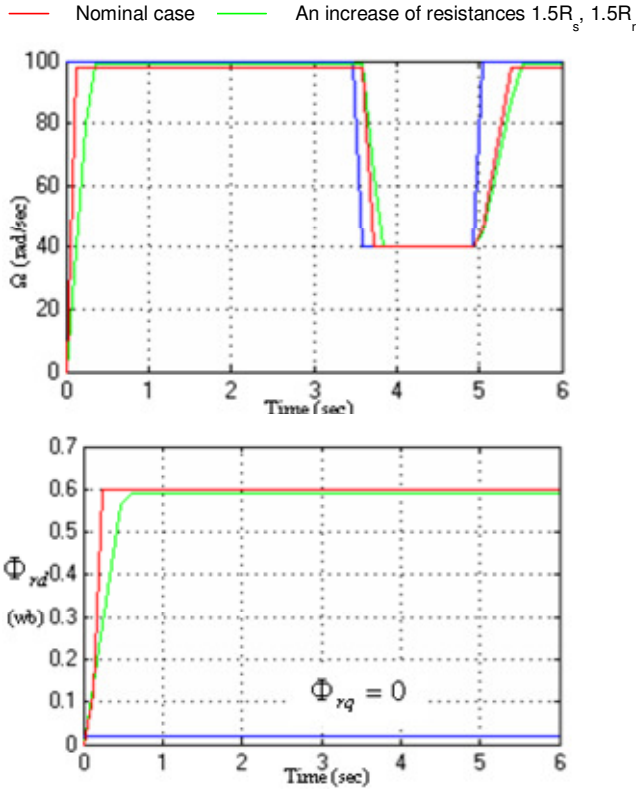 Nominal case An increase of resistances 1.5Rs, 1.5Rr
100
80
60
40
20
0
Ω (rad/sec)
0 1 2 3 4 5 6
Time (sec)
0.7
0.6
0.5
0.4
0.3
0.2
0.1
0
Φrd
(wb)
Φrq = 0
0 1 2 3 4 5 6
Time (sec)